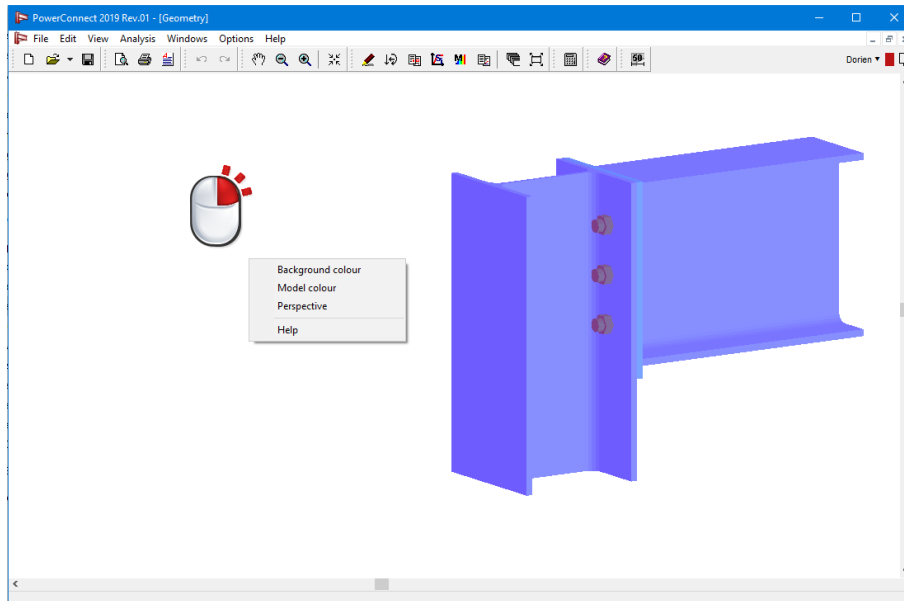 PowerConnect 2019 Rev.01 - [Geometry]
File Edit View Analysis Windows Options Help
Dorien
Background colour
Model colour
Perspective
Help